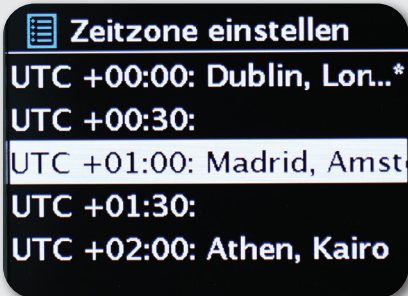 Zeitzone einstellen
UTC +00:00: Dublin, Lon...*
UTC +00:30:
UTC +01:00: Madrid, Amste
UTC +01:30:
UTC +02:00: Athen, Kairo